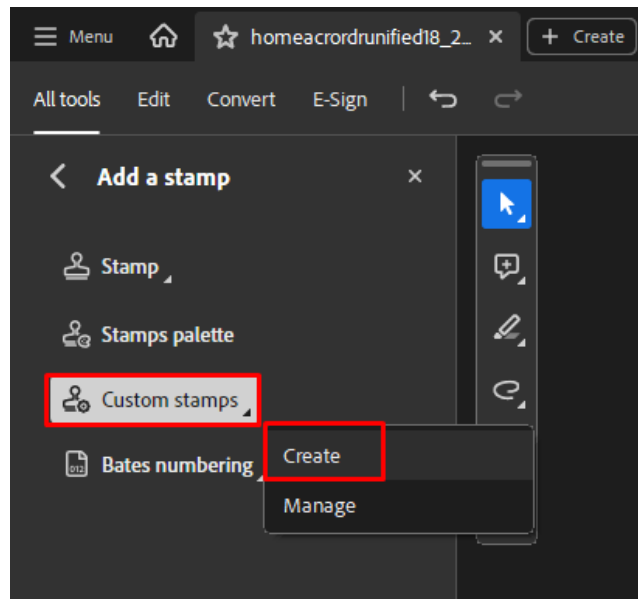 Menu
homeacrordrunified18_2...
+ Create
All tools
Edit
Convert
E-Sign
Add a stamp
Stamp
Stamps palette
Custom stamps
012
Bates numbering
Create
Manage